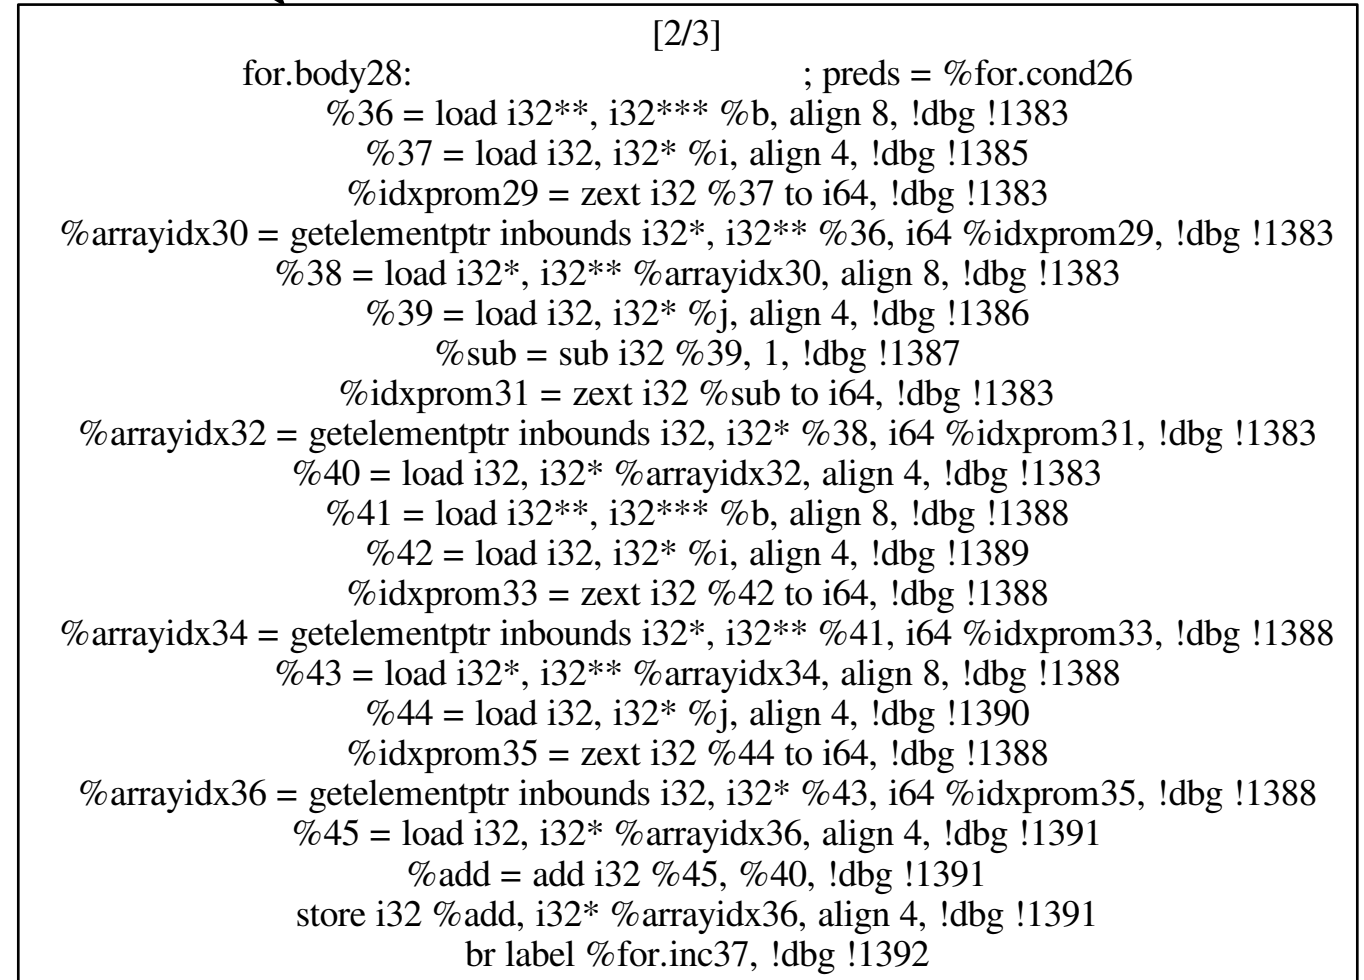 [2/3]
for.body28: ; preds = %for.cond26
%36 = load i32**, i32*** %b, align 8, !dbg !1383
%37 = load i32, i32* %i, align 4, !dbg !1385
%idxprom29 = zext i32 %37 to i64, !dbg !1383
%arrayidx30 = getelementptr inbounds i32*, i32** %36, i64 %idxprom29, !dbg !1383
%38 = load i32*, i32** %arrayidx30, align 8, !dbg !1383
%39 = load i32, i32* %j, align 4, !dbg !1386
%sub = sub i32 %39, 1, !dbg !1387
%idxprom31 = zext i32 %sub to i64, !dbg !1383
%arrayidx32 = getelementptr inbounds i32, i32* %38, i64 %idxprom31, !dbg !1383
%40 = load i32, i32* %arrayidx32, align 4, !dbg !1383
%41 = load i32**, i32*** %b, align 8, !dbg !1388
%42 = load i32, i32* %i, align 4, !dbg !1389
%idxprom33 = zext i32 %42 to i64, !dbg !1388
%arrayidx34 = getelementptr inbounds i32*, i32** %41, i64 %idxprom33, !dbg !1388
%43 = load i32*, i32** %arrayidx34, align 8, !dbg !1388
%44 = load i32, i32* %j, align 4, !dbg !1390
%idxprom35 = zext i32 %44 to i64, !dbg !1388
%arrayidx36 = getelementptr inbounds i32, i32* %43, i64 %idxprom35, !dbg !1388
%45 = load i32, i32* %arrayidx36, align 4, !dbg !1391
%add = add i32 %45, %40, !dbg !1391
store i32 %add, i32* %arrayidx36, align 4, !dbg !1391
br label %for.inc37, !dbg !1392